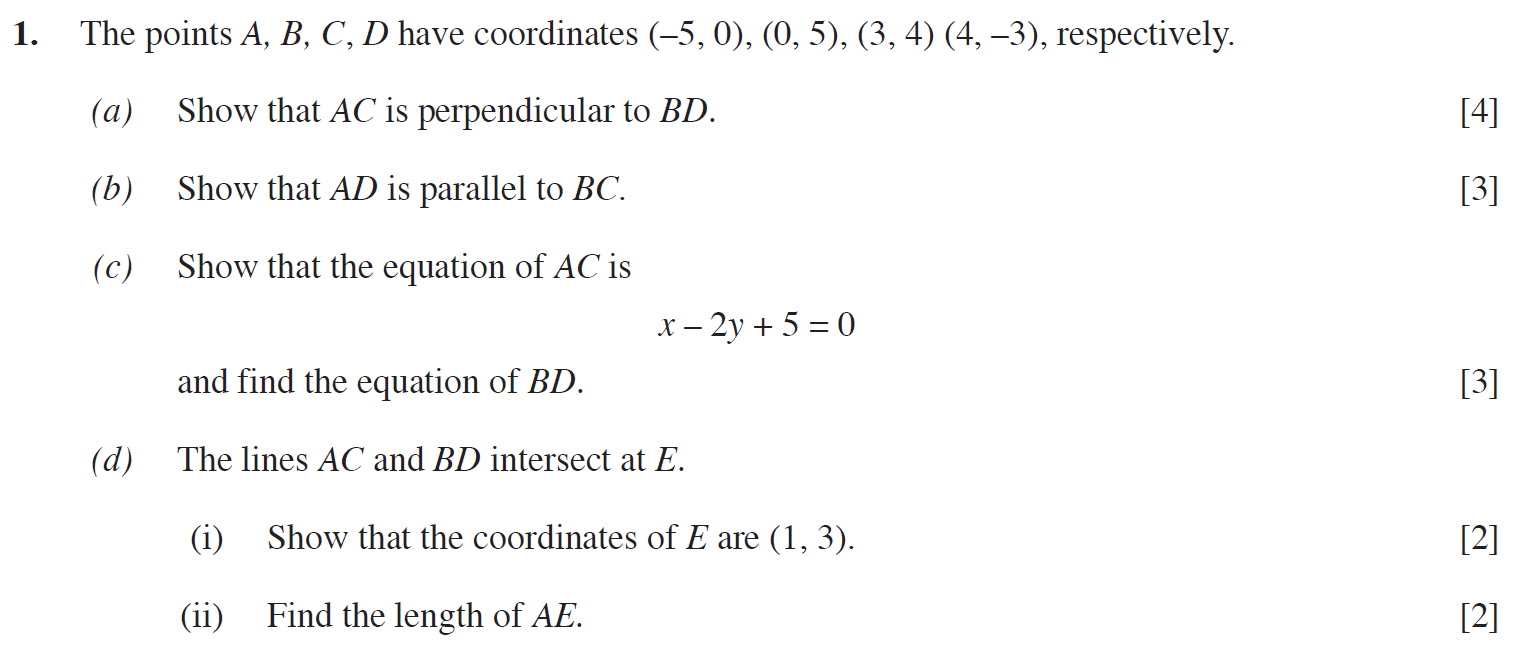 1. The points A, B, C, D have coordinates (–5, 0), (0, 5), (3, 4) (4, –3), respectively.
(a) Show that AC is perpendicular to BD. [4]
(b) Show that AD is parallel to BC. [3]
(c) Show that the equation of AC is
x – 2y + 5 = 0
and find the equation of BD. [3]
(d) The lines AC and BD intersect at E.
(i) Show that the coordinates of E are (1, 3). [2]
(ii) Find the length of AE. [2]